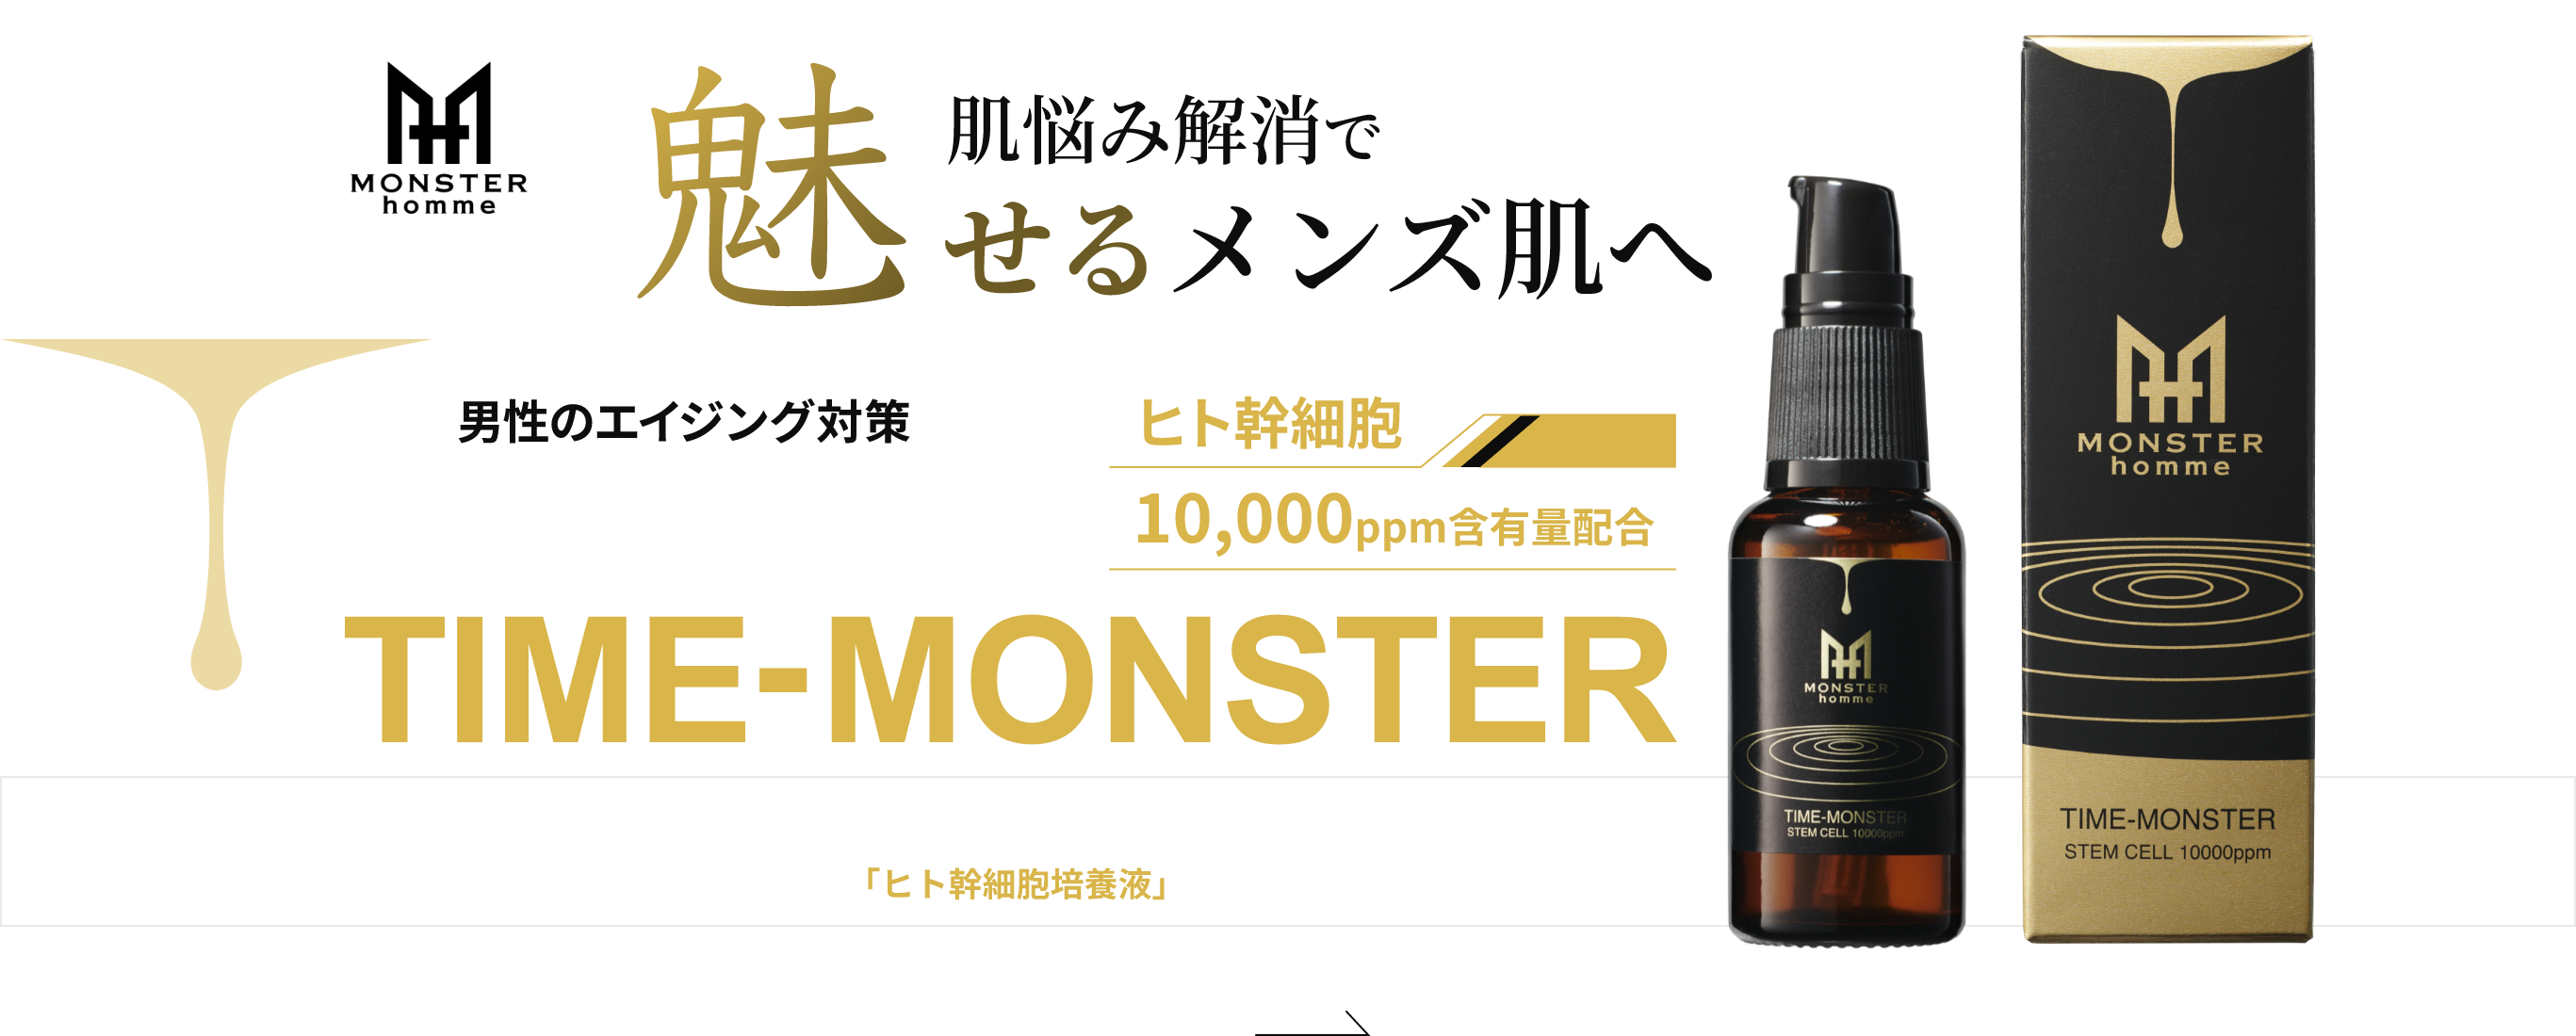 MONSTER
homme
肌悩み解消で
魅せるメンズ肌へ
男性のエイジング対策
ヒト幹細胞
10,000ppm含有量配合
TIME-MONSTER
「ヒト幹細胞培養液」
MONSTER
homme
TIME-MONSTER
STEM CELL 10000ppm
MONSTER
homme
TIME-MONSTER
STEM CELL 10000ppm